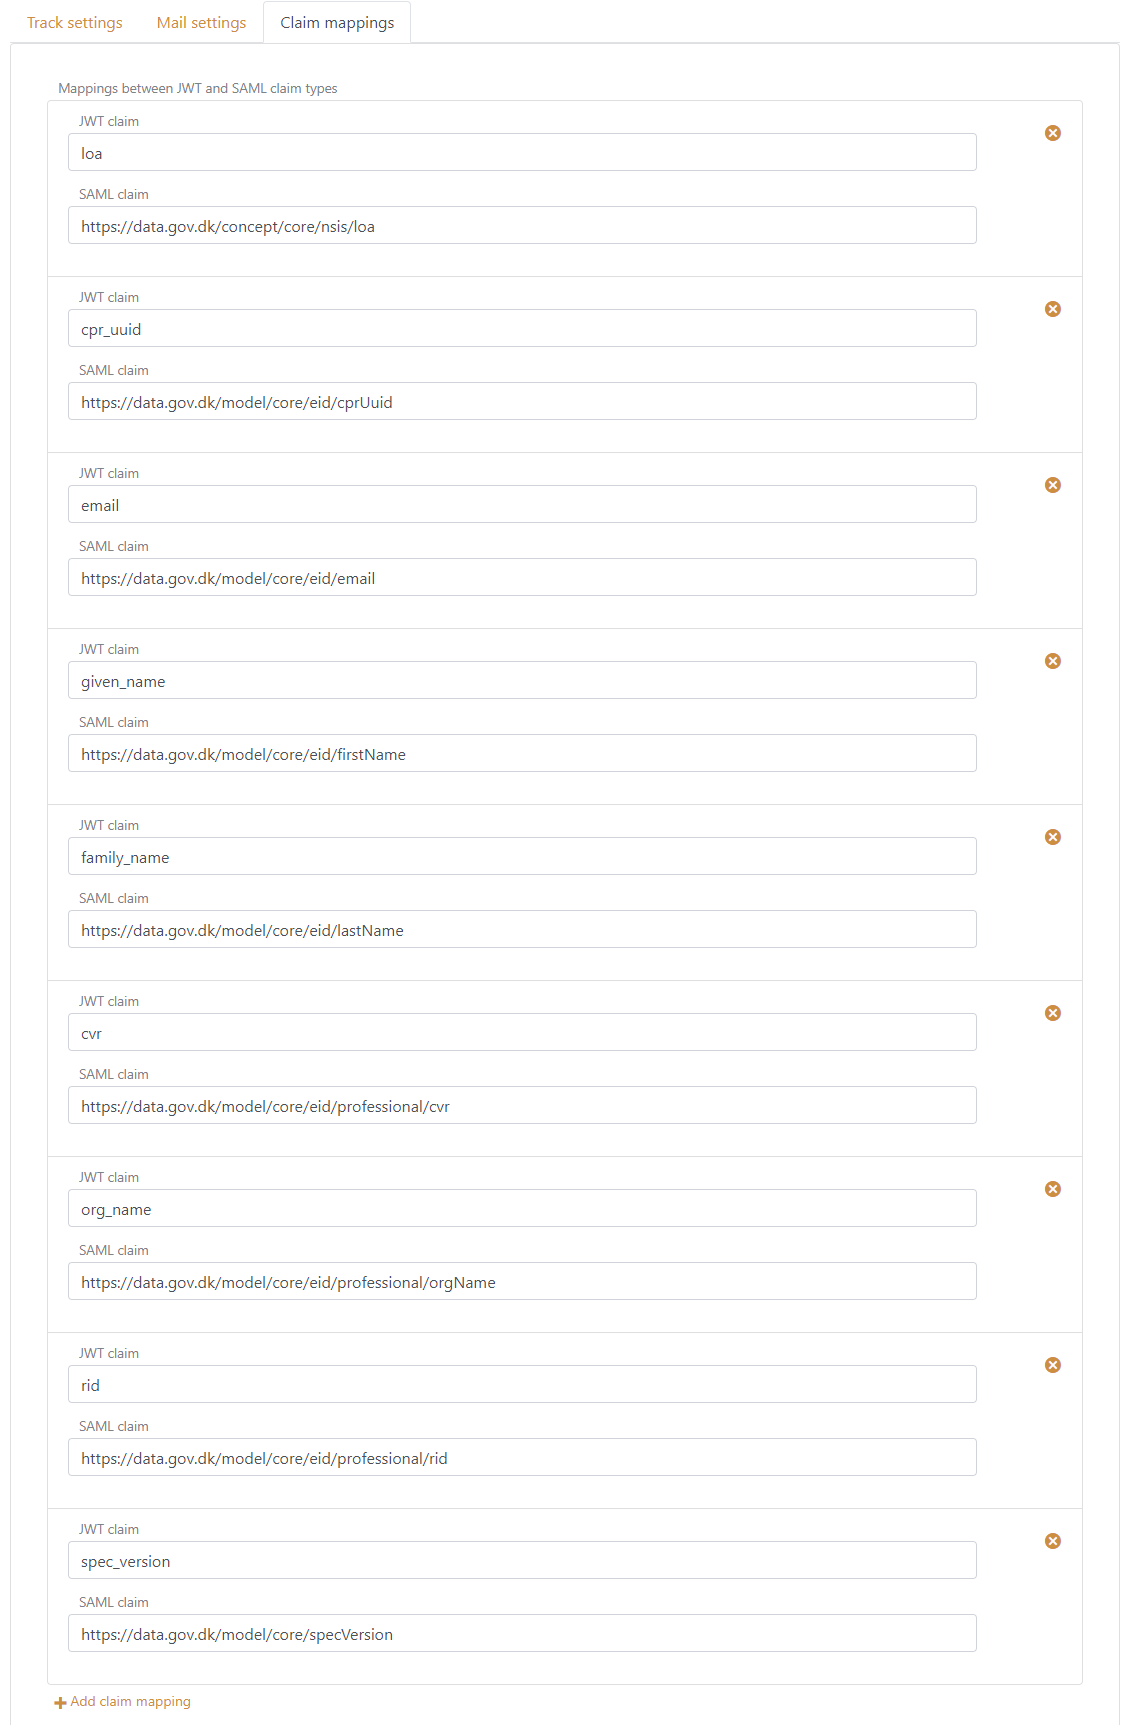 Track settings Mail settings Claim mappings
Mappings between JWT and SAML claim types
JWT claim
loa
SAML claim
https://data.gov.dk/concept/core/nsis/loa
JWT claim
cpr_uuid
SAML claim
https://data.gov.dk/model/core/eid/cprUuid
JWT claim
email
SAML claim
https://data.gov.dk/model/core/eid/email
JWT claim
given_name
SAML claim
https://data.gov.dk/model/core/eid/firstName
JWT claim
family_name
SAML claim
https://data.gov.dk/model/core/eid/lastName
JWT claim
cvr
SAML claim
https://data.gov.dk/model/core/eid/professional/cvr
JWT claim
org_name
SAML claim
https://data.gov.dk/model/core/eid/professional/orgName
JWT claim
rid
SAML claim
https://data.gov.dk/model/core/eid/professional/rid
JWT claim
spec_version
SAML claim
https://data.gov.dk/model/core/specVersion
Add claim mapping